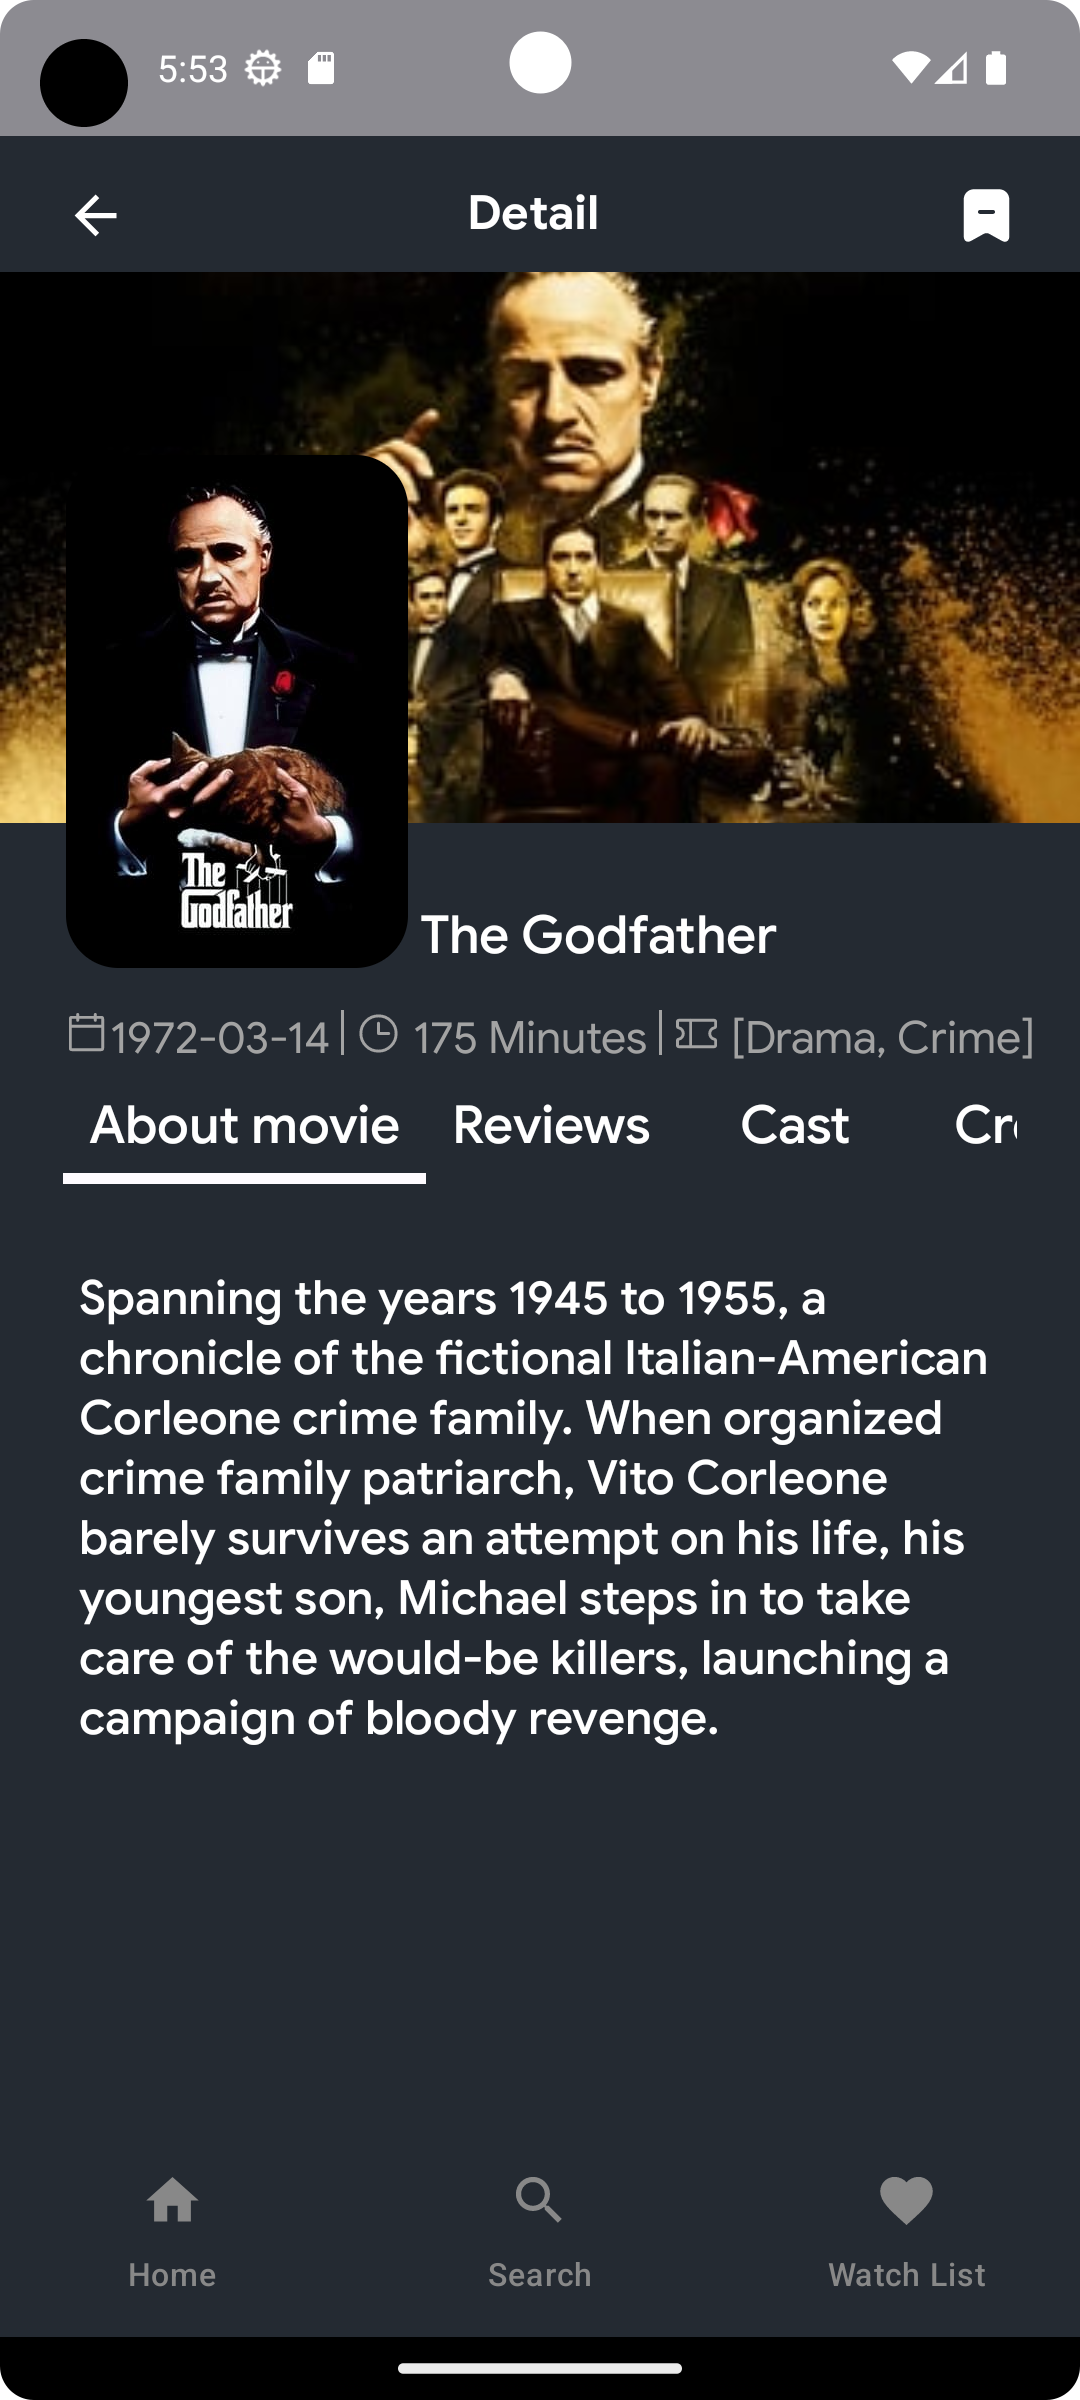 5:53
Detail
The
Godfather
The Godfather
1972-03-14 175 Minutes [Drama, Crime]
About movie Reviews Cast
Spanning the years 1945 to 1955, a
chronicle of the fictional Italian-American
Corleone crime family. When organized
crime family patriarch, Vito Corleone
barely survives an attempt on his life, his
youngest son, Michael steps in to take
care of the would-be killers, launching a
campaign of bloody revenge.
Home Search Watch List